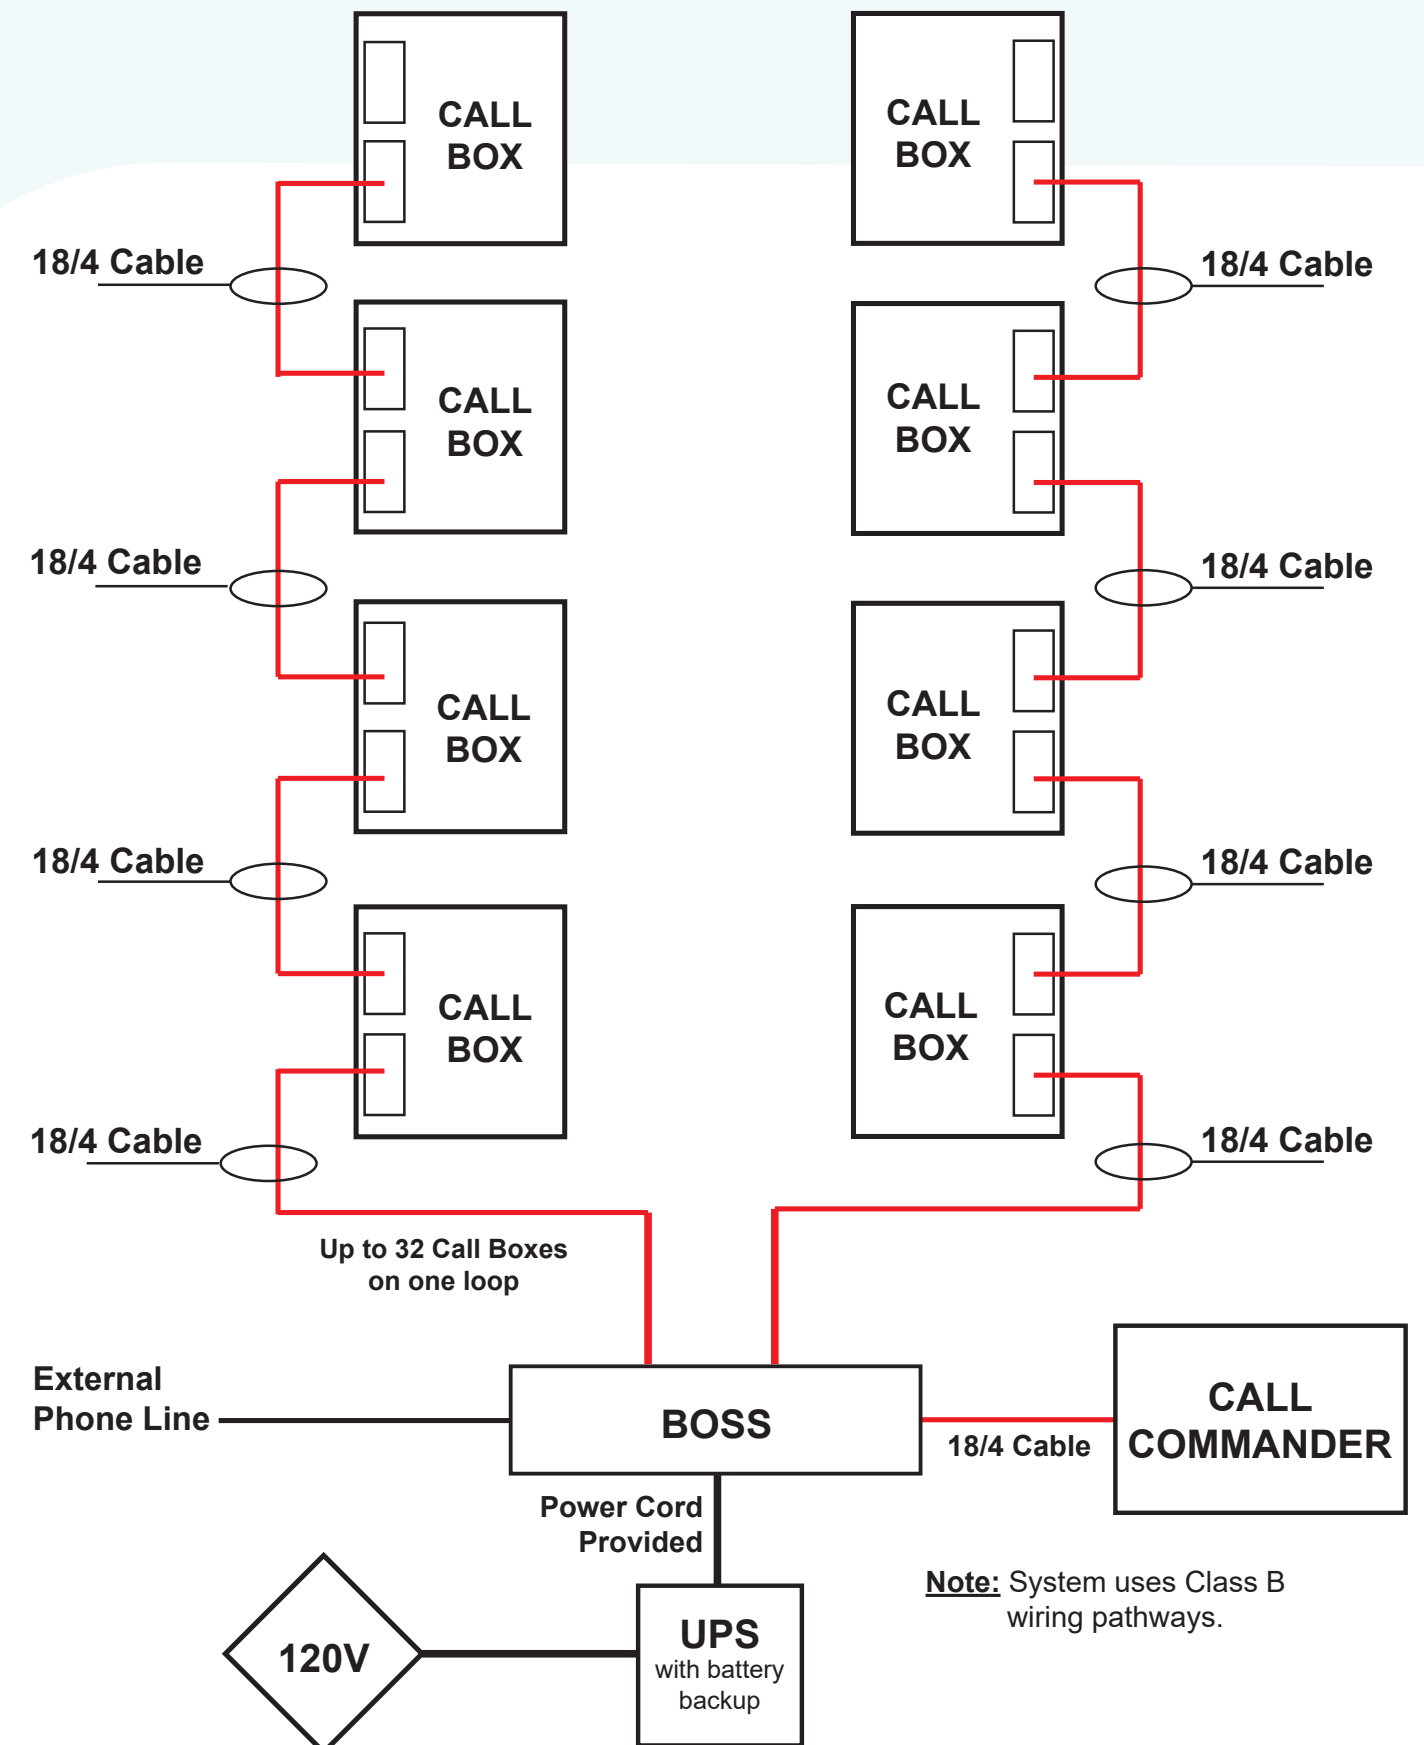 CALL
BOX
CALL
BOX
18/4 Cable
18/4 Cable
CALL
BOX
CALL
BOX
18/4 Cable
18/4 Cable
CALL
BOX
CALL
BOX
18/4 Cable
18/4 Cable
CALL
BOX
CALL
BOX
18/4 Cable
18/4 Cable
Up to 32 Call Boxes
on one loop
External
Phone Line
BOSS
18/4 Cable
CALL
COMMANDER
Power Cord
Provided
Note: System uses Class B
wiring pathways.
120V
UPS
with battery
backup